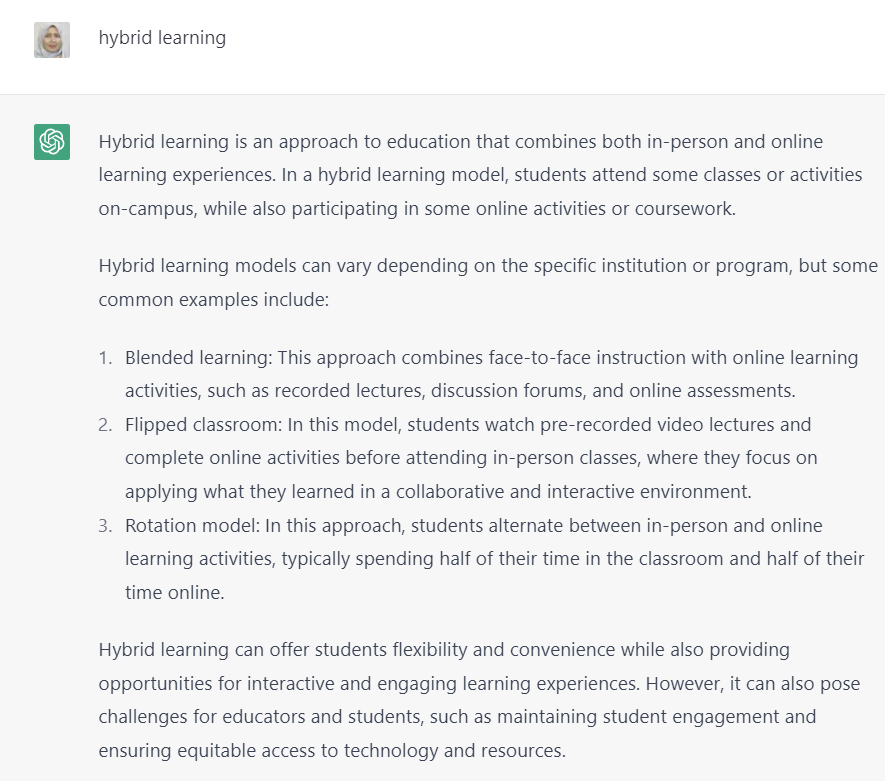 hybrid learning
Hybrid learning is an approach to education that combines both in-person and online
learning experiences. In a hybrid learning model, students attend some classes or activities
on-campus, while also participating in some online activities or coursework.
Hybrid learning models can vary depending on the specific institution or program, but some
common examples include:
1. Blended learning: This approach combines face-to-face instruction with online learning
activities, such as recorded lectures, discussion forums, and online assessments.
2. Flipped classroom: In this model, students watch pre-recorded video lectures and
complete online activities before attending in-person classes, where they focus on
applying what they learned in a collaborative and interactive environment.
3. Rotation model: In this approach, students alternate between in-person and online
learning activities, typically spending half of their time in the classroom and half of their
time online.
Hybrid learning can offer students flexibility and convenience while also providing
opportunities for interactive and engaging learning experiences. However, it can also pose
challenges for educators and students, such as maintaining student engagement and
ensuring equitable access to technology and resources.